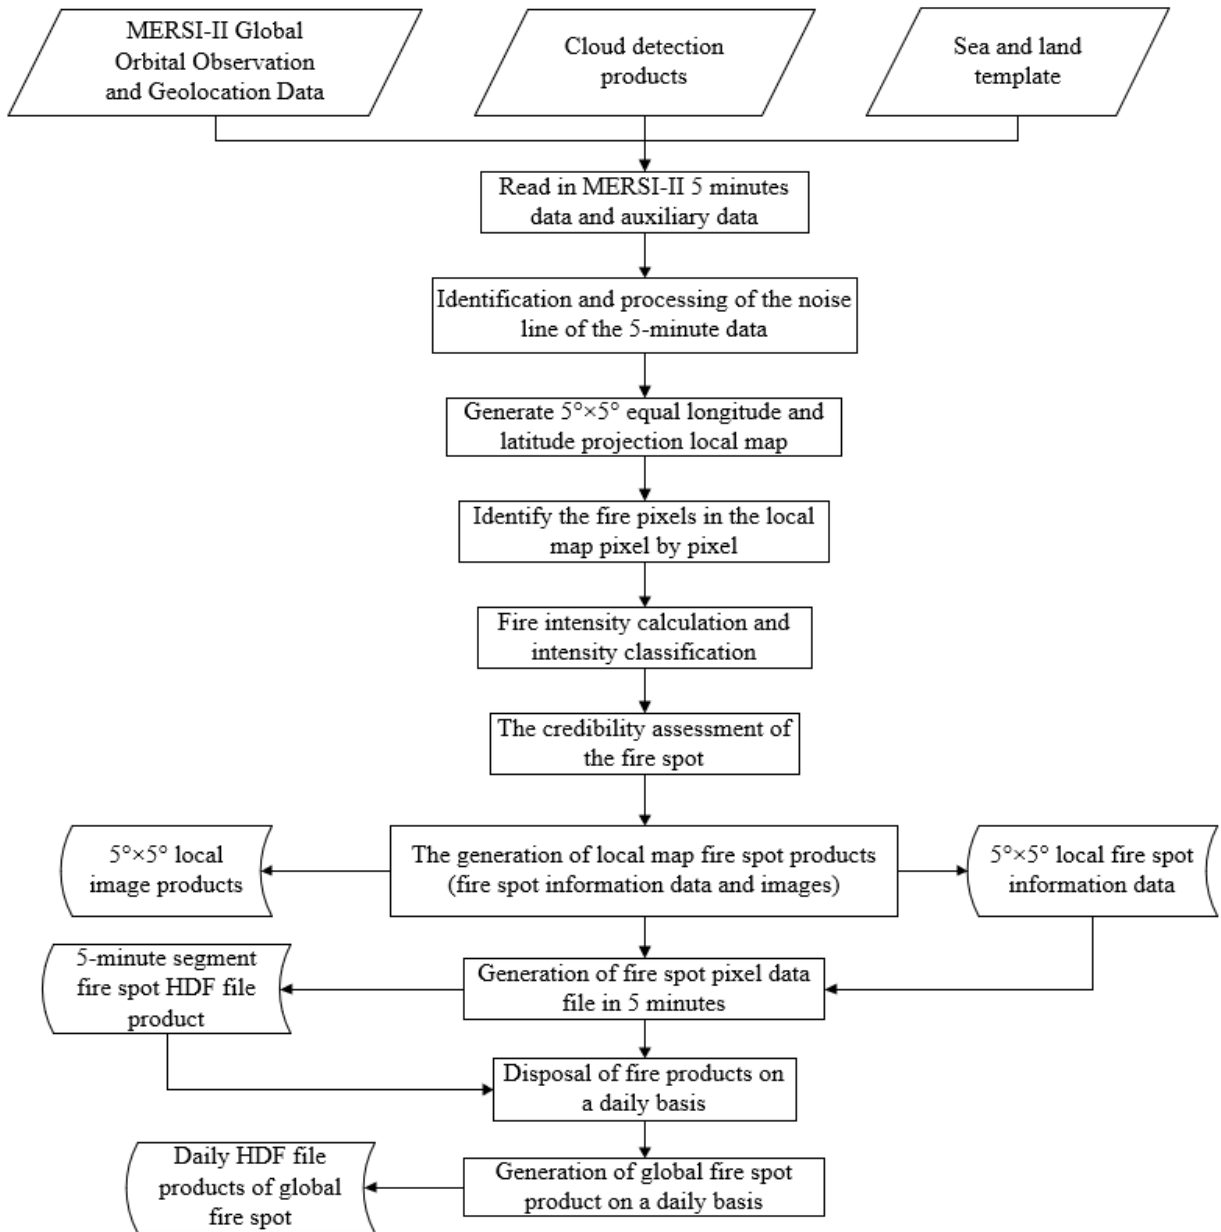 MERSI-II Global
Orbital Observation
and Geolocation Data
Cloud detection
products
Sea and land
template
Read in MERSI-II 5 minutes
data and auxiliary data
Identification and processing of the noise
line of the 5-minute data
Generate 5°×5° equal longitude and
latitude projection local map
Identify the fire pixels in the local
map pixel by pixel
Fire intensity calculation and
intensity classification
The credibility assessment of
the fire spot
5°×5° local
image products
The generation of local map fire spot products
(fire spot information data and images)
5°×5° local fire spot
information data
5-minute segment
fire spot HDF file
product
Generation of fire spot pixel data
file in 5 minutes
Disposal of fire products on
a daily basis
Daily HDF file
products of global
fire spot
Generation of global fire spot
product on a daily basis